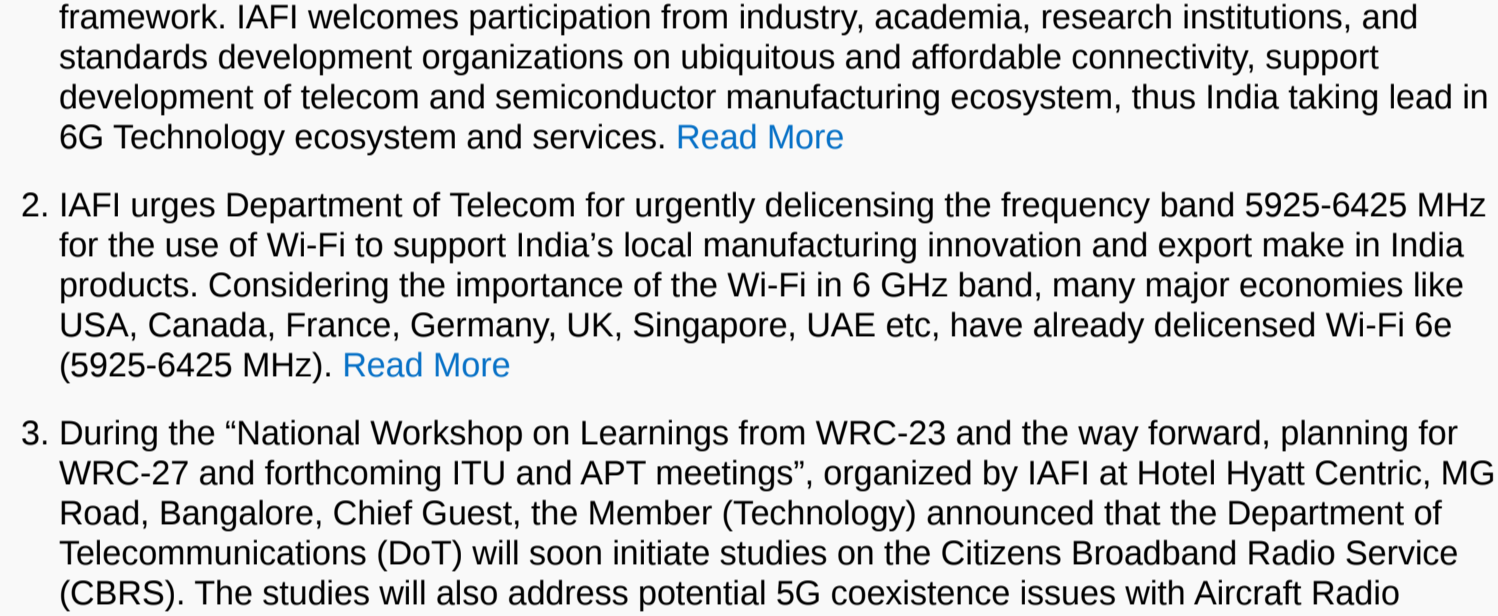 framework. IAFI welcomes participation from industry, academia, research institutions, and
standards development organizations on ubiquitous and affordable connectivity, support
development of telecom and semiconductor manufacturing ecosystem, thus India taking lead in
6G Technology ecosystem and services. Read More
2. IAFI urges Department of Telecom for urgently delicensing the frequency band 5925-6425 MHz
for the use of Wi-Fi to support India’s local manufacturing innovation and export make in India
products. Considering the importance of the Wi-Fi in 6 GHz band, many major economies like
USA, Canada, France, Germany, UK, Singapore, UAE etc, have already delicensed Wi-Fi 6e
(5925-6425 MHz). Read More
3. During the “National Workshop on Learnings from WRC-23 and the way forward, planning for
WRC-27 and forthcoming ITU and APT meetings”, organized by IAFI at Hotel Hyatt Centric, MG
Road, Bangalore, Chief Guest, the Member (Technology) announced that the Department of
Telecommunications (DoT) will soon initiate studies on the Citizens Broadband Radio Service
(CBRS). The studies will also address potential 5G coexistence issues with Aircraft Radio